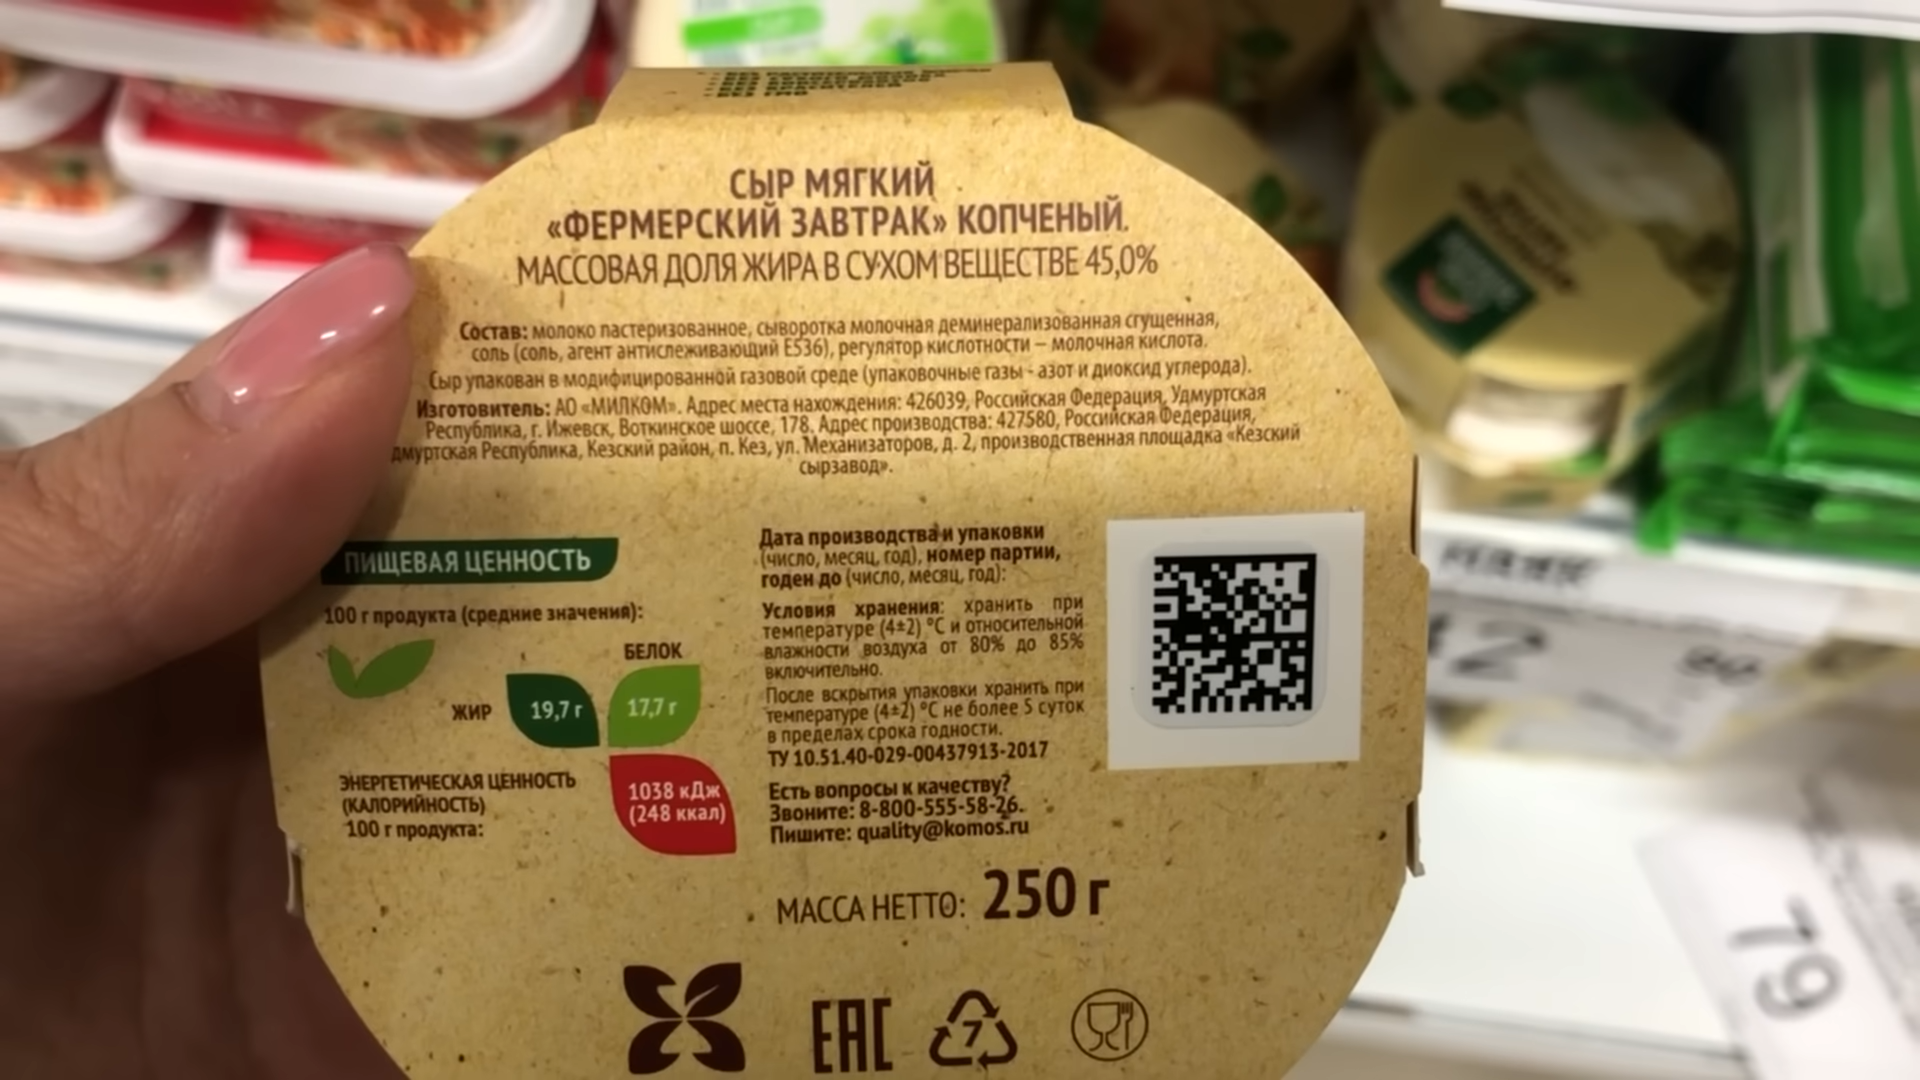 СЫР МЯГКИЙ
«ФЕРМЕРСКИЙ ЗАВТРАК» КОПЧЕНЫЙ.
МАССОВАЯ ДОЛЯ ЖИРА В СУХОМ ВЕЩЕСТВЕ 45,0%
Состав: молоко пастеризованное, сыворотка молочная деминерализованная сгущенная,
соль (соль, агент антислеживающий Е536), регулятор кислотности – молочная кислота.
Сыр упакован в модифицированной газовой среде (упаковочные газы - азот и диоксид углерода).
Изготовитель: АО «МИЛКОМ». Адрес места нахождения: 426039, Российская Федерация, Удмуртская
Республика, г. Ижевск, Воткинское шоссе, 178. Адрес производства: 427580, Российская Федерация,
дмуртская Республика, Кезский район, п. Кез, ул. Механизаторов, д. 2, производственная площадка «Кезский
сырзавод».
ПИЩЕВАЯ ЦЕННОСТЬ
100 г продукта (средние значения):
БЕЛОК
ЖИР 19,7 г 17,7 г
ЭНЕРГЕТИЧЕСКАЯ ЦЕННОСТЬ
(КАЛОРИЙНОСТЬ)
100 г продукта:
1038 кДж
(248 ккал)
Дата производства и упаковки
(число, месяц, год), номер партии,
годен до (число, месяц, год):
Условия хранения: хранить при
температуре (4±2) °С и относительной
влажности воздуха от 80% до 85%
включительно.
После вскрытия упаковки хранить при
температуре (4±2) °С не более 5 суток
в пределах срока годности.
ТУ 10.51.40-029-00437913-2017
Есть вопросы к качеству?
Звоните: 8-800-555-58-26.
Пишите: quality@komos.ru
МАССА НЕТТО: 250 г
EAC
7
79